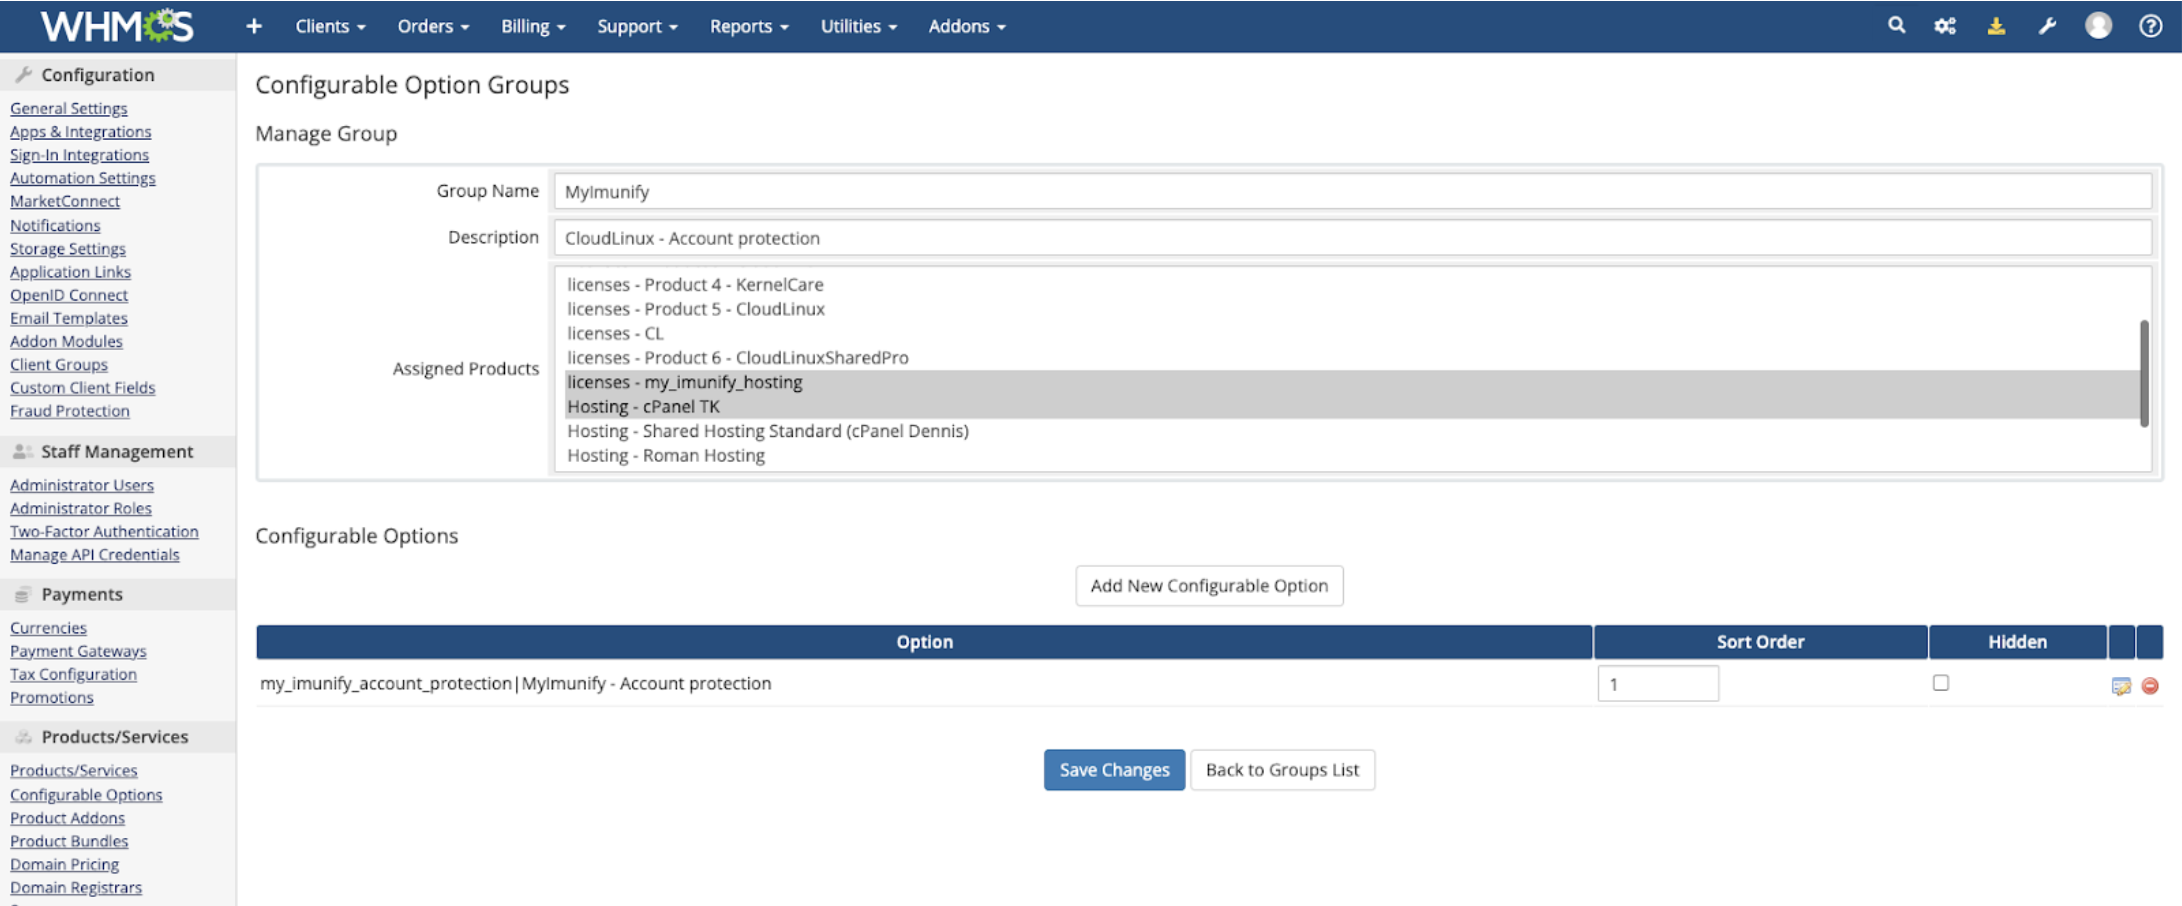 WHMCS
+ Clients Orders Billing Support Reports Utilities Addons
Configuration
General Settings
Apps & Integrations
Sign-In Integrations
Automation Settings
MarketConnect
Notifications
Storage Settings
Application Links
OpenID Connect
Email Templates
Addon Modules
Client Groups
Custom Client Fields
Fraud Protection
Staff Management
Administrator Users
Administrator Roles
Two-Factor Authentication
Manage API Credentials
Payments
Currencies
Payment Gateways
Tax Configuration
Promotions
Products/Services
Products/Services
Configurable Options
Product Addons
Product Bundles
Domain Pricing
Domain Registrars
Configurable Option Groups
Manage Group
Group Name MyImunify
Description CloudLinux - Account protection
Assigned Products
licenses - Product 4 - KernelCare
licenses - Product 5 - CloudLinux
licenses - CL
licenses - Product 6 - CloudLinuxSharedPro
licenses - my_imunify_hosting
Hosting - cPanel TK
Hosting - Shared Hosting Standard (cPanel Dennis)
Hosting - Roman Hosting
Configurable Options
Add New Configurable Option
Option Sort Order Hidden
my_imunify_account_protection|MyImunify - Account protection 1
Save Changes Back to Groups List